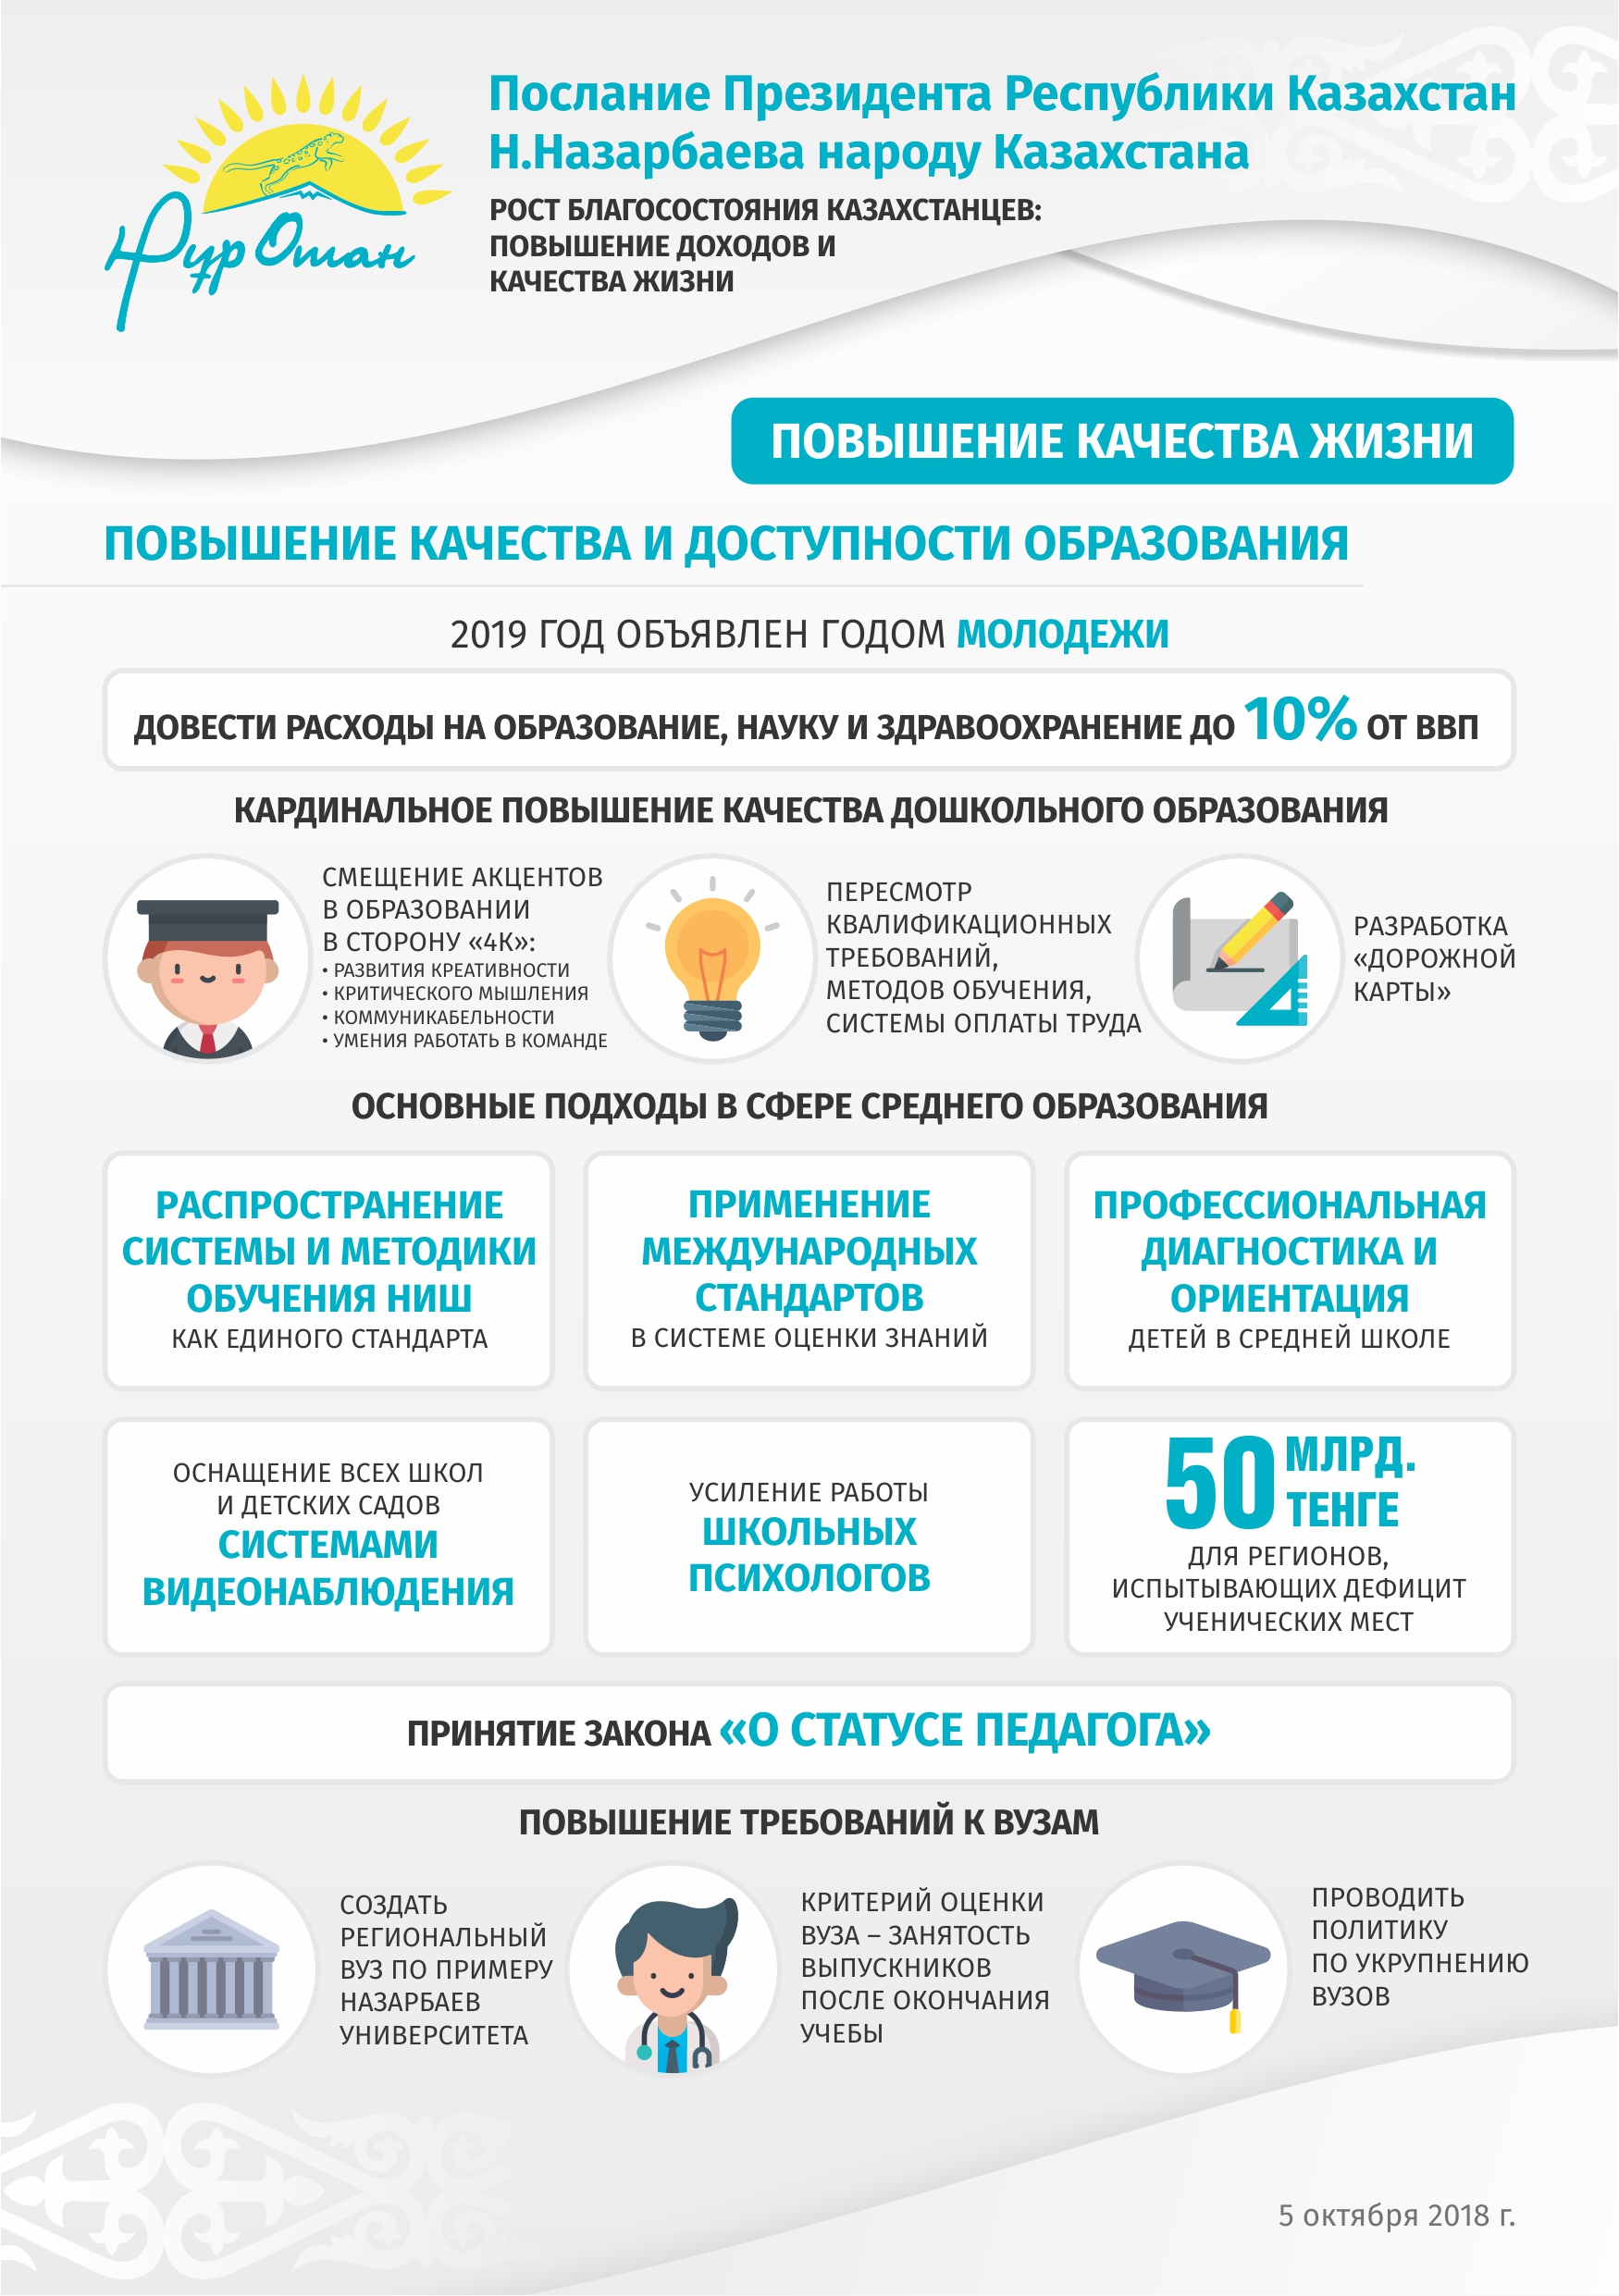 Нұр Отан
Послание Президента Республики Казахстан
Н.Назарбаева народу Казахстана
РОСТ БЛАГОСОСТОЯНИЯ КАЗАХСТАНЦЕВ:
ПОВЫШЕНИЕ ДОХОДОВ И
КАЧЕСТВА ЖИЗНИ
ПОВЫШЕНИЕ КАЧЕСТВА ЖИЗНИ
ПОВЫШЕНИЕ КАЧЕСТВА И ДОСТУПНОСТИ ОБРАЗОВАНИЯ
2019 ГОД ОБЪЯВЛЕН ГОДОМ МОЛОДЕЖИ
ДОВЕСТИ РАСХОДЫ НА ОБРАЗОВАНИЕ, НАУКУ И ЗДРАВООХРАНЕНИЕ ДО 10% ОТ ВВП
КАРДИНАЛЬНОЕ ПОВЫШЕНИЕ КАЧЕСТВА ДОШКОЛЬНОГО ОБРАЗОВАНИЯ
СМЕЩЕНИЕ АКЦЕНТОВ
В ОБРАЗОВАНИИ
В СТОРОНУ «4К»:
• РАЗВИТИЯ КРЕАТИВНОСТИ
• КРИТИЧЕСКОГО МЫШЛЕНИЯ
• КОММУНИКАБЕЛЬНОСТИ
• УМЕНИЯ РАБОТАТЬ В КОМАНДЕ
ПЕРЕСМОТР
КВАЛИФИКАЦИОННЫХ
ТРЕБОВАНИЙ,
МЕТОДОВ ОБУЧЕНИЯ,
СИСТЕМЫ ОПЛАТЫ ТРУДА
РАЗРАБОТКА
«ДОРОЖНОЙ
КАРТЫ»
ОСНОВНЫЕ ПОДХОДЫ В СФЕРЕ СРЕДНЕГО ОБРАЗОВАНИЯ
РАСПРОСТРАНЕНИЕ
СИСТЕМЫ И МЕТОДИКИ
ОБУЧЕНИЯ НИШ
КАК ЕДИНОГО СТАНДАРТА
ПРИМЕНЕНИЕ
МЕЖДУНАРОДНЫХ
СТАНДАРТОВ
В СИСТЕМЕ ОЦЕНКИ ЗНАНИЙ
ПРОФЕССИОНАЛЬНАЯ
ДИАГНОСТИКА И
ОРИЕНТАЦИЯ
ДЕТЕЙ В СРЕДНЕЙ ШКОЛЕ
ОСНАЩЕНИЕ ВСЕХ ШКОЛ
И ДЕТСКИХ САДОВ
СИСТЕМАМИ
ВИДЕОНАБЛЮДЕНИЯ
УСИЛЕНИЕ РАБОТЫ
ШКОЛЬНЫХ
ПСИХОЛОГОВ
50 МЛРД.
ТЕНГЕ
ДЛЯ РЕГИОНОВ,
ИСПЫТЫВАЮЩИХ ДЕФИЦИТ
УЧЕНИЧЕСКИХ МЕСТ
ПРИНЯТИЕ ЗАКОНА «О СТАТУСЕ ПЕДАГОГА»
ПОВЫШЕНИЕ ТРЕБОВАНИЙ К ВУЗАМ
СОЗДАТЬ
РЕГИОНАЛЬНЫЙ
ВУЗ ПО ПРИМЕРУ
НАЗАРБАЕВ
УНИВЕРСИТЕТА
КРИТЕРИЙ ОЦЕНКИ
ВУЗА – ЗАНЯТОСТЬ
ВЫПУСКНИКОВ
ПОСЛЕ ОКОНЧАНИЯ
УЧЕБЫ
ПРОВОДИТЬ
ПОЛИТИКУ
ПО УКРУПНЕНИЮ
ВУЗОВ
5 октября 2018 г.